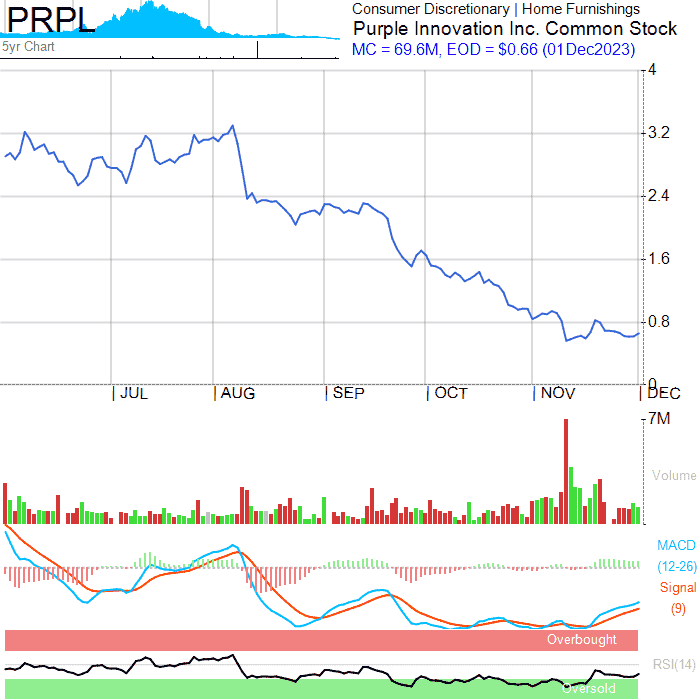 PRPL
5yr Chart
Consumer Discretionary | Home Furnishings
Purple Innovation Inc. Common Stock
MC = 69.6M, EOD = $0.66 (01Dec2023)
4
3.2
2.4
1.6
0.8
0
JUL AUG SEP OCT NOV DEC
7M
Volume
MACD
(12-26)
Signal
(9)
Overbought
RSI(14)
Oversold